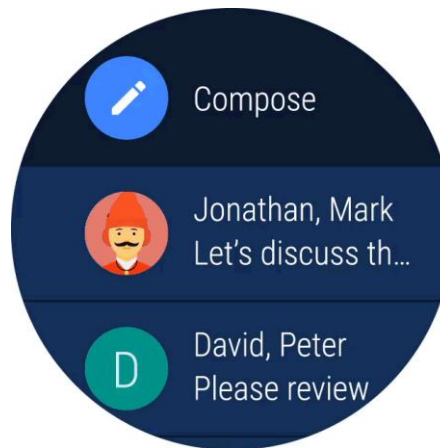 Compose
Jonathan, Mark
Let's discuss th...
D
David, Peter
Please review